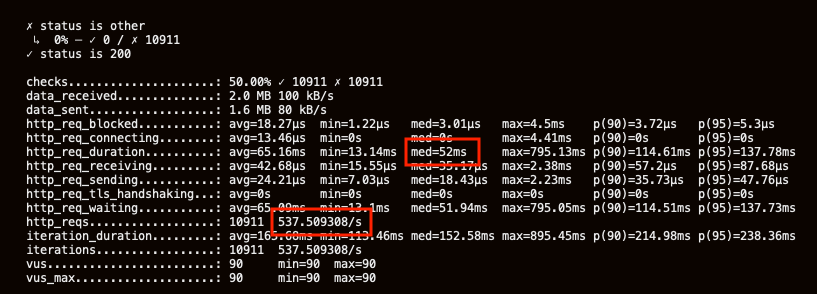 ✗ status is other
↳ 0% — ✓ 0 / ✗ 10911
✓ status is 200
checks.....................: 50.00% ✓ 10911 ✗ 10911
data_received..............: 2.0 MB 100 kB/s
data_sent..................: 1.6 MB 80 kB/s
http_req_blocked...........: avg=18.27µs min=1.22µs med=3.01µs max=4.5ms p(90)=3.72µs p(95)=5.3µs
http_req_connecting........: avg=13.46µs min=0s med=0s max=4.41ms p(90)=0s p(95)=0s
http_req_duration..........: avg=65.16ms min=13.14ms med=52ms max=795.13ms p(90)=114.61ms p(95)=137.78ms
http_req_receiving.........: avg=42.68µs min=15.55µs med=35.17µs max=2.38ms p(90)=57.2µs p(95)=87.68µs
http_req_sending...........: avg=24.21µs min=7.03µs med=18.43µs max=2.23ms p(90)=35.73µs p(95)=47.76µs
http_req_tls_handshaking...: avg=0s min=0s med=0s max=0s p(90)=0s p(95)=0s
http_req_waiting...........: avg=65.09ms min=13.1ms med=51.94ms max=795.05ms p(90)=114.51ms p(95)=137.73ms
http_reqs..................: 10911 537.509308/s
iteration_duration.........: avg=165.68ms min=113.46ms med=152.58ms max=895.45ms p(90)=214.98ms p(95)=238.36ms
iterations.................: 10911 537.509308/s
vus........................: 90 min=90 max=90
vus_max....................: 90 min=90 max=90